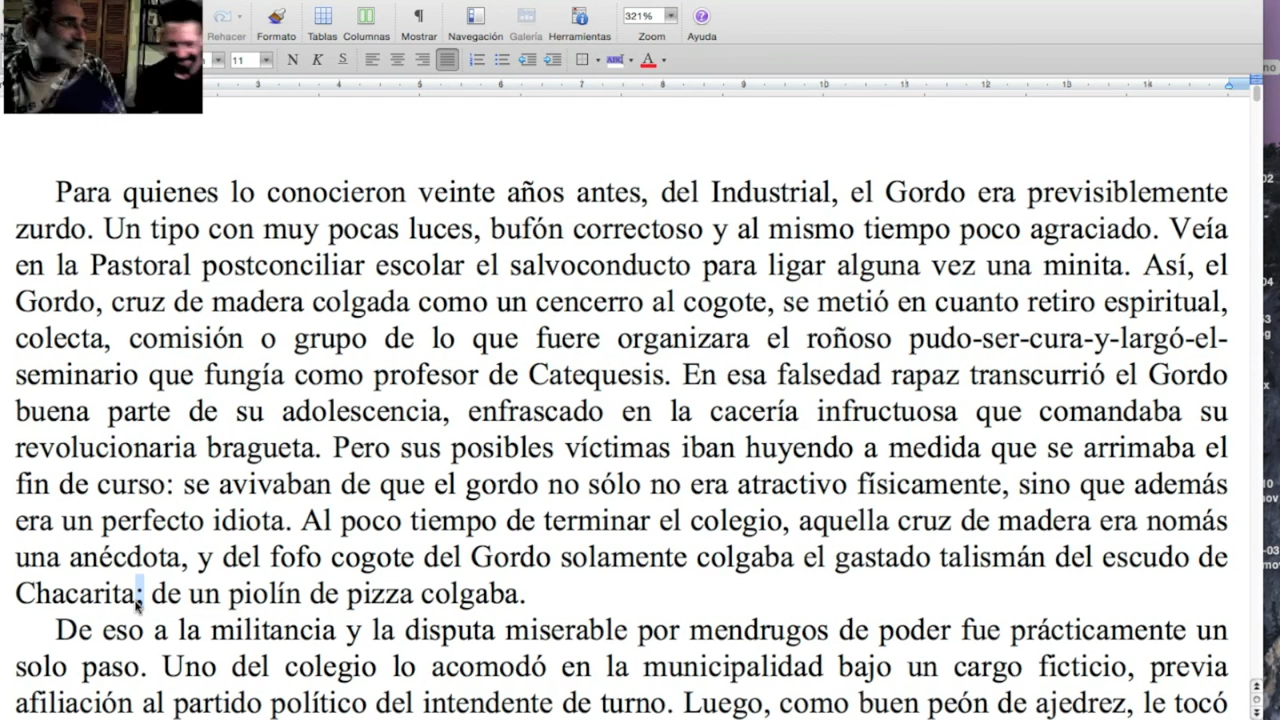 Rehacer Formato Tablas Columnas Mostrar Navegación Galería Herramientas Zoom Ayuda
321%
11 N K S
3 4 5 6 7 8 9 10 11 12 13 14
Para quienes lo conocieron veinte años antes, del Industrial, el Gordo era previsiblemente
zurdo. Un tipo con muy pocas luces, bufón correctoso y al mismo tiempo poco agraciado. Veía
en la Pastoral postconciliar escolar el salvoconducto para ligar alguna vez una minita. Así, el
Gordo, cruz de madera colgada como un cencerro al cogote, se metió en cuanto retiro espiritual,
colecta, comisión o grupo de lo que fuere organizara el roñoso pudo-ser-cura-y-largó-el-
seminario que fungía como profesor de Catequesis. En esa falsedad rapaz transcurrió el Gordo
buena parte de su adolescencia, enfrascado en la cacería infructuosa que comandaba su
revolucionaria bragueta. Pero sus posibles víctimas iban huyendo a medida que se arrimaba el
fin de curso: se avivaban de que el gordo no sólo no era atractivo físicamente, sino que además
era un perfecto idiota. Al poco tiempo de terminar el colegio, aquella cruz de madera era nomás
una anécdota, y del fofo cogote del Gordo solamente colgaba el gastado talismán del escudo de
Chacarita; de un piolín de pizza colgaba.
De eso a la militancia y la disputa miserable por mendrugos de poder fue prácticamente un
solo paso. Uno del colegio lo acomodó en la municipalidad bajo un cargo ficticio, previa
afiliación al partido político del intendente de turno. Luego, como buen peón de ajedrez, le tocó